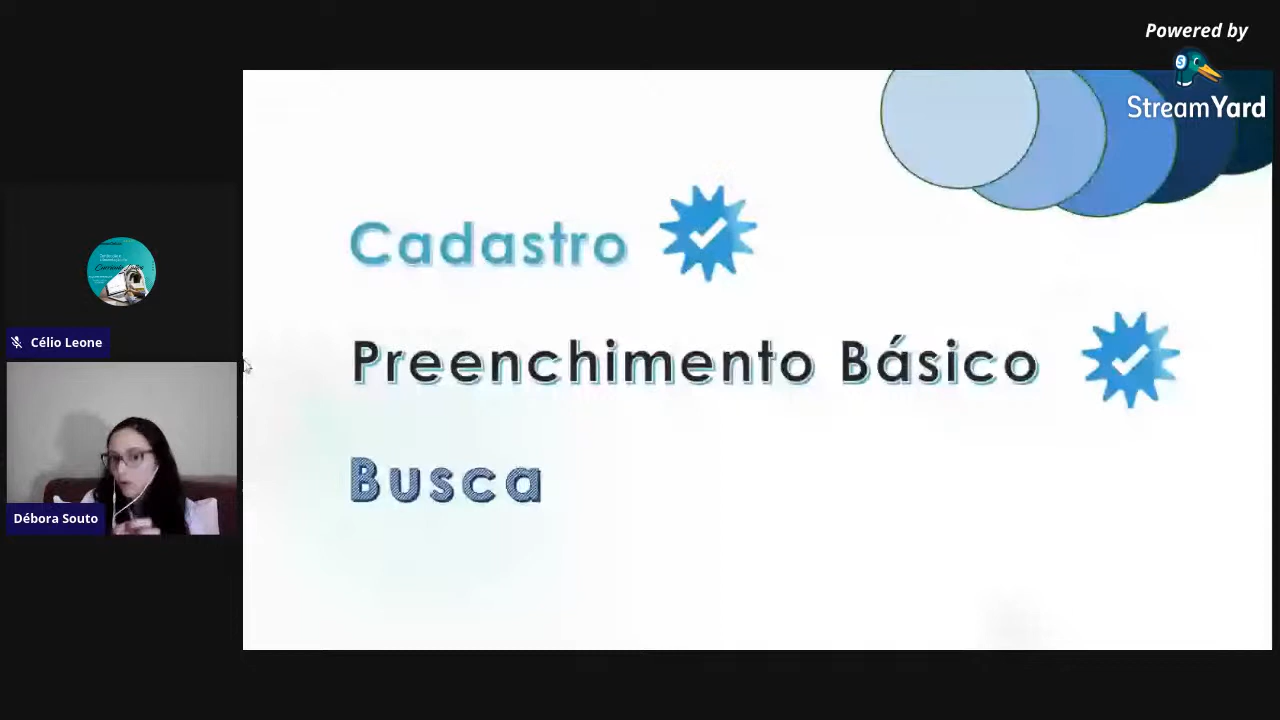 Powered by
StreamYard
Cadastro
Preenchimento Básico
Busca
Célio Leone
Débora Souto